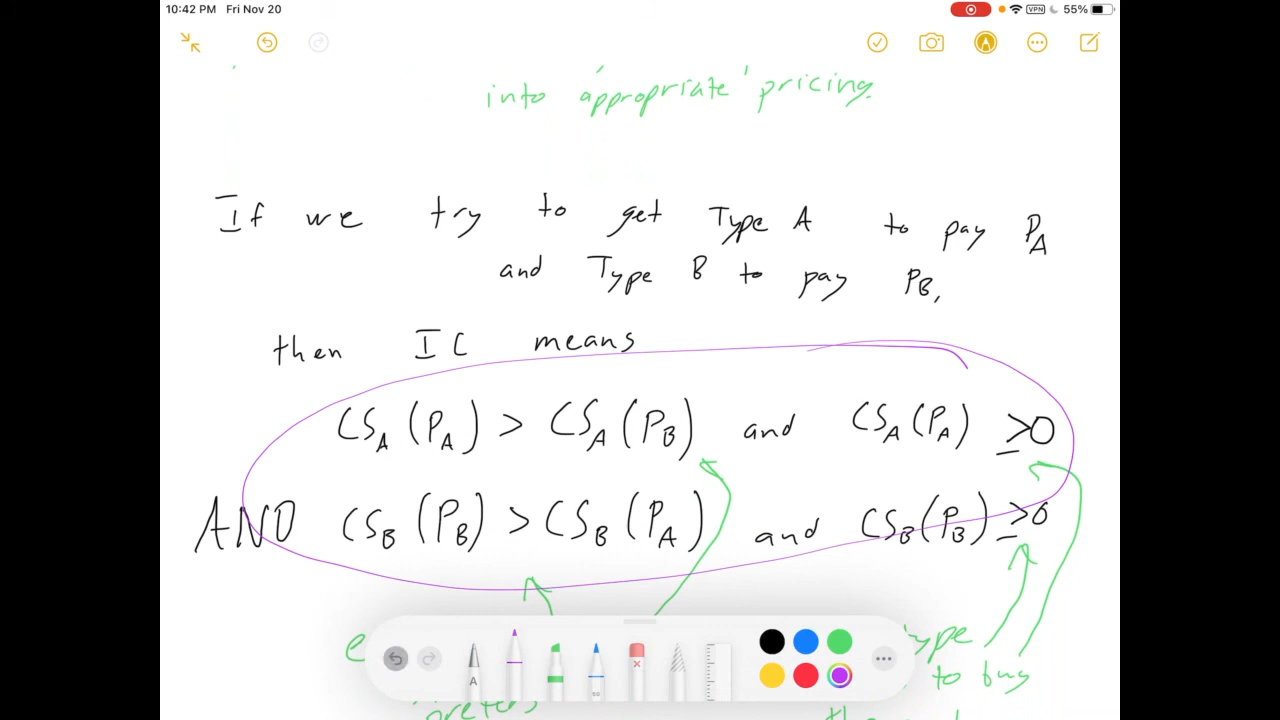 10:42 PM Fri Nov 20 VPN 55%
into 'appropriate' pricing.
If we try to get Type A to pay P_A
and Type B to pay P_B,
then IC means
CS_A (P_A) > CS_A (P_B) and CS_A (P_A) ≥0
AND CS_B (P_B) > CS_B (P_A) and CS_B (P_B) ≥0
to buy
prefers
A